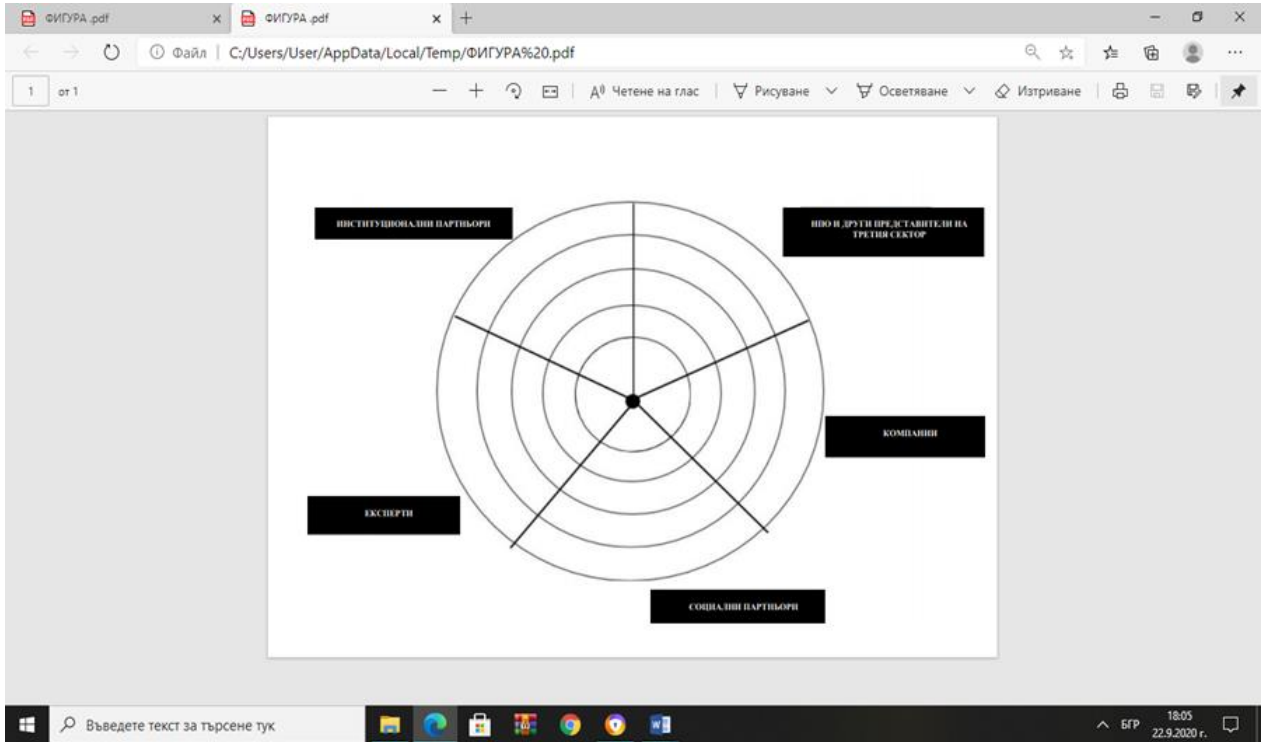 ФИГУРА .pdf
ФИГУРА .pdf
Файл
C:/Users/User/AppData/Local/Temp/ФИГУРА%20.pdf
1 от 1
Четене на глас
Рисуване
Осветяване
Изтриване
ИНСТИТУЦИОНАЛНИ ПАРТНЬОРИ
НПО И ДРУГИ ПРЕДСТАВИТЕЛИ НА
ТРЕТИЯ СЕКТОР
КОМПАНИИ
ЕКСПЕРТИ
СОЦИАЛНИ ПАРТНЬОРИ
Въведете текст за търсене тук
БГР
18:05
22.9.2020 г.